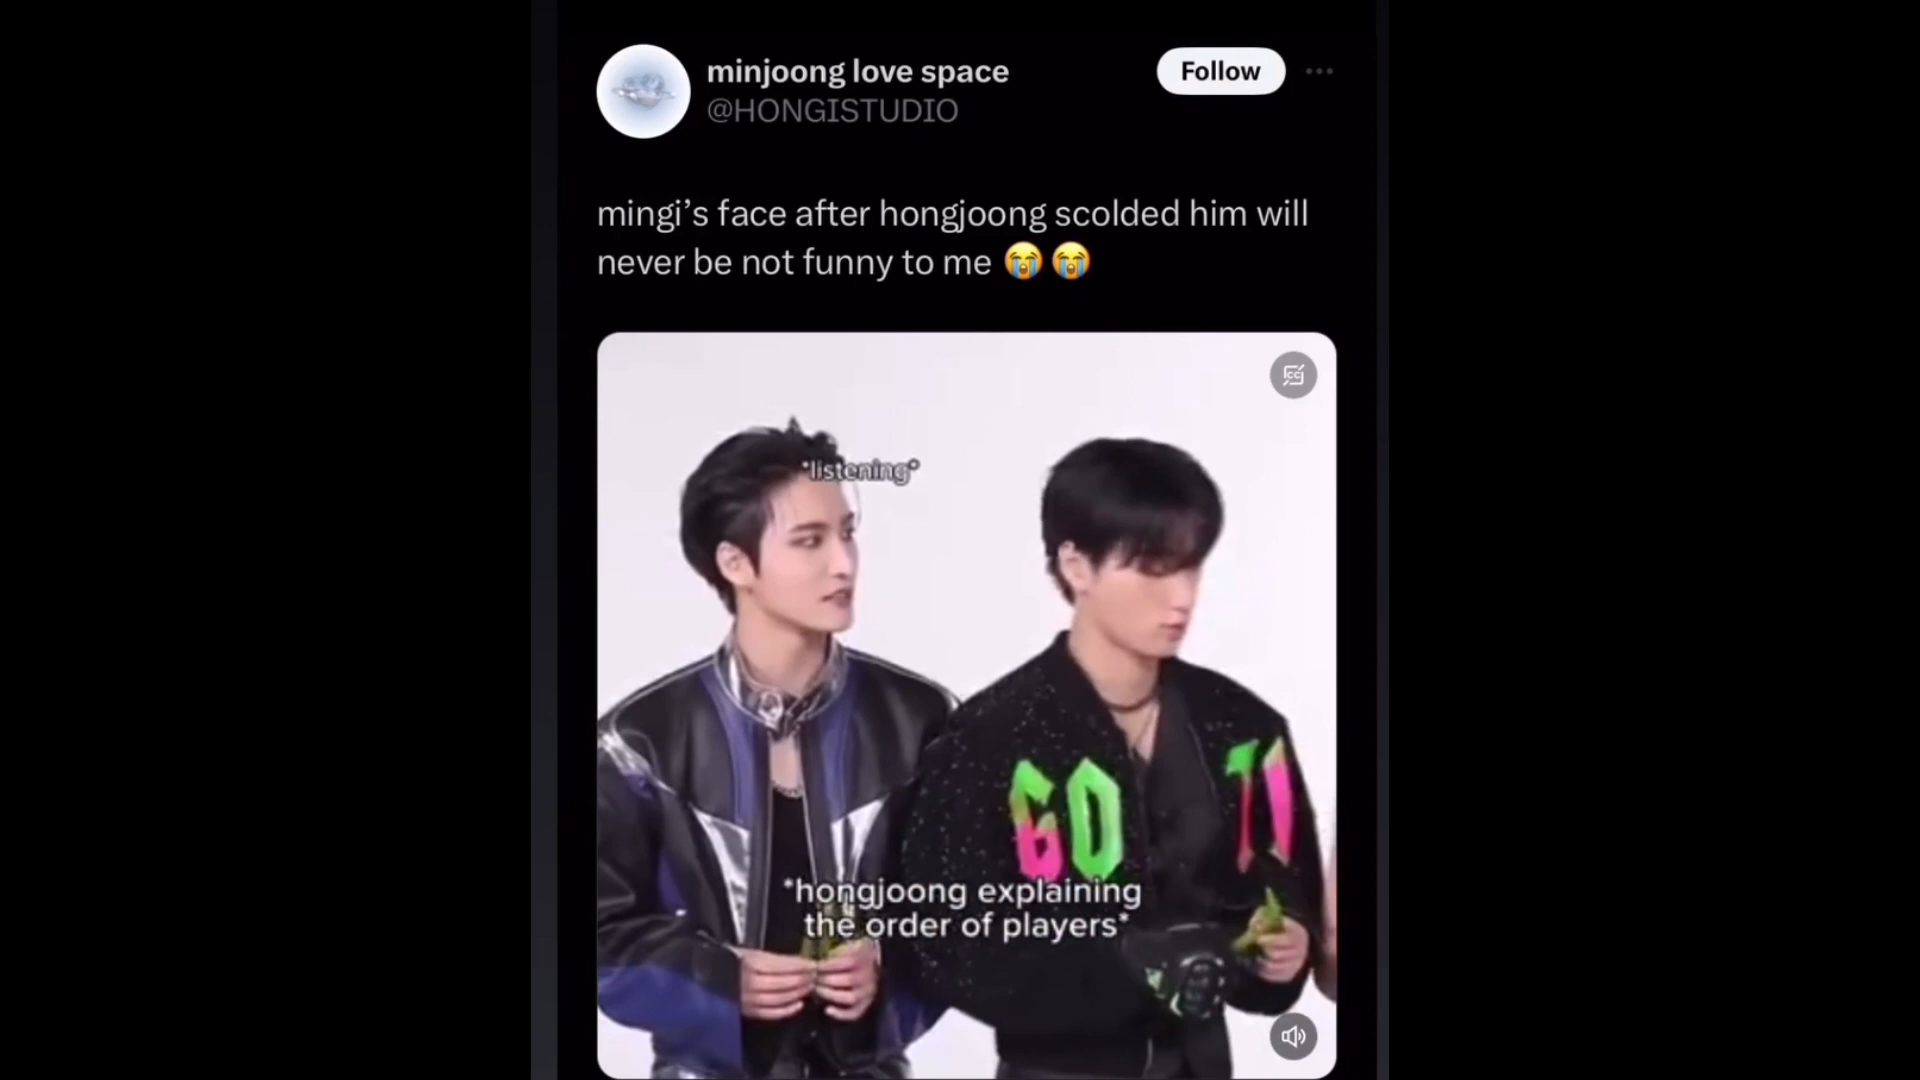 minjoong love space
@HONGISTUDIO
Follow
mingi’s face after hongjoong scolded him will
never be not funny to me 😭😭
*listening*
GO
*hongjoong explaining
the order of players*